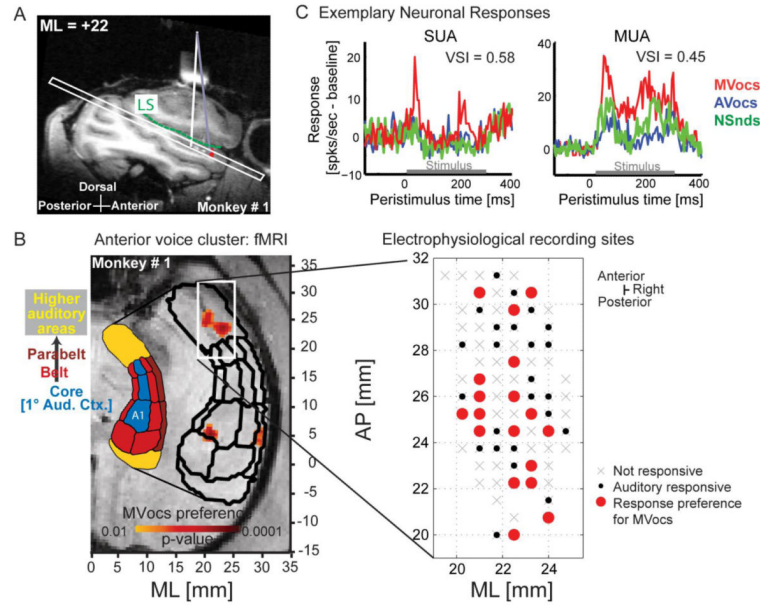 A
ML = +22
LS
Dorsal
Posterior Anterior
Monkey # 1
C Exemplary Neuronal Responses
SUA
MUA
VSI = 0.58
VSI = 0.45
MVocs
AVocs
NSnds
Response
[spks/sec - baseline]
20
10
0
−10
40
20
0
Stimulus
Stimulus
0 200 400
0 200 400
Peristimulus time [ms]
Peristimulus time [ms]
B
Anterior voice cluster: fMRI
Monkey # 1
Higher
auditory
areas
Parabelt
Belt
Core
[1° Aud. Ctx.]
A1
MVocs preference
0.01 0.0001
p-value
35
30
25
20
15
10
5
0
-5
-10
-15
0 5 10 15 20 25 30 35
ML [mm]
Electrophysiological recording sites
AP [mm]
32
30
28
26
24
22
20
20 22 24
ML [mm]
Anterior
Right
Posterior
Not responsive
Auditory responsive
Response preference
for MVocs